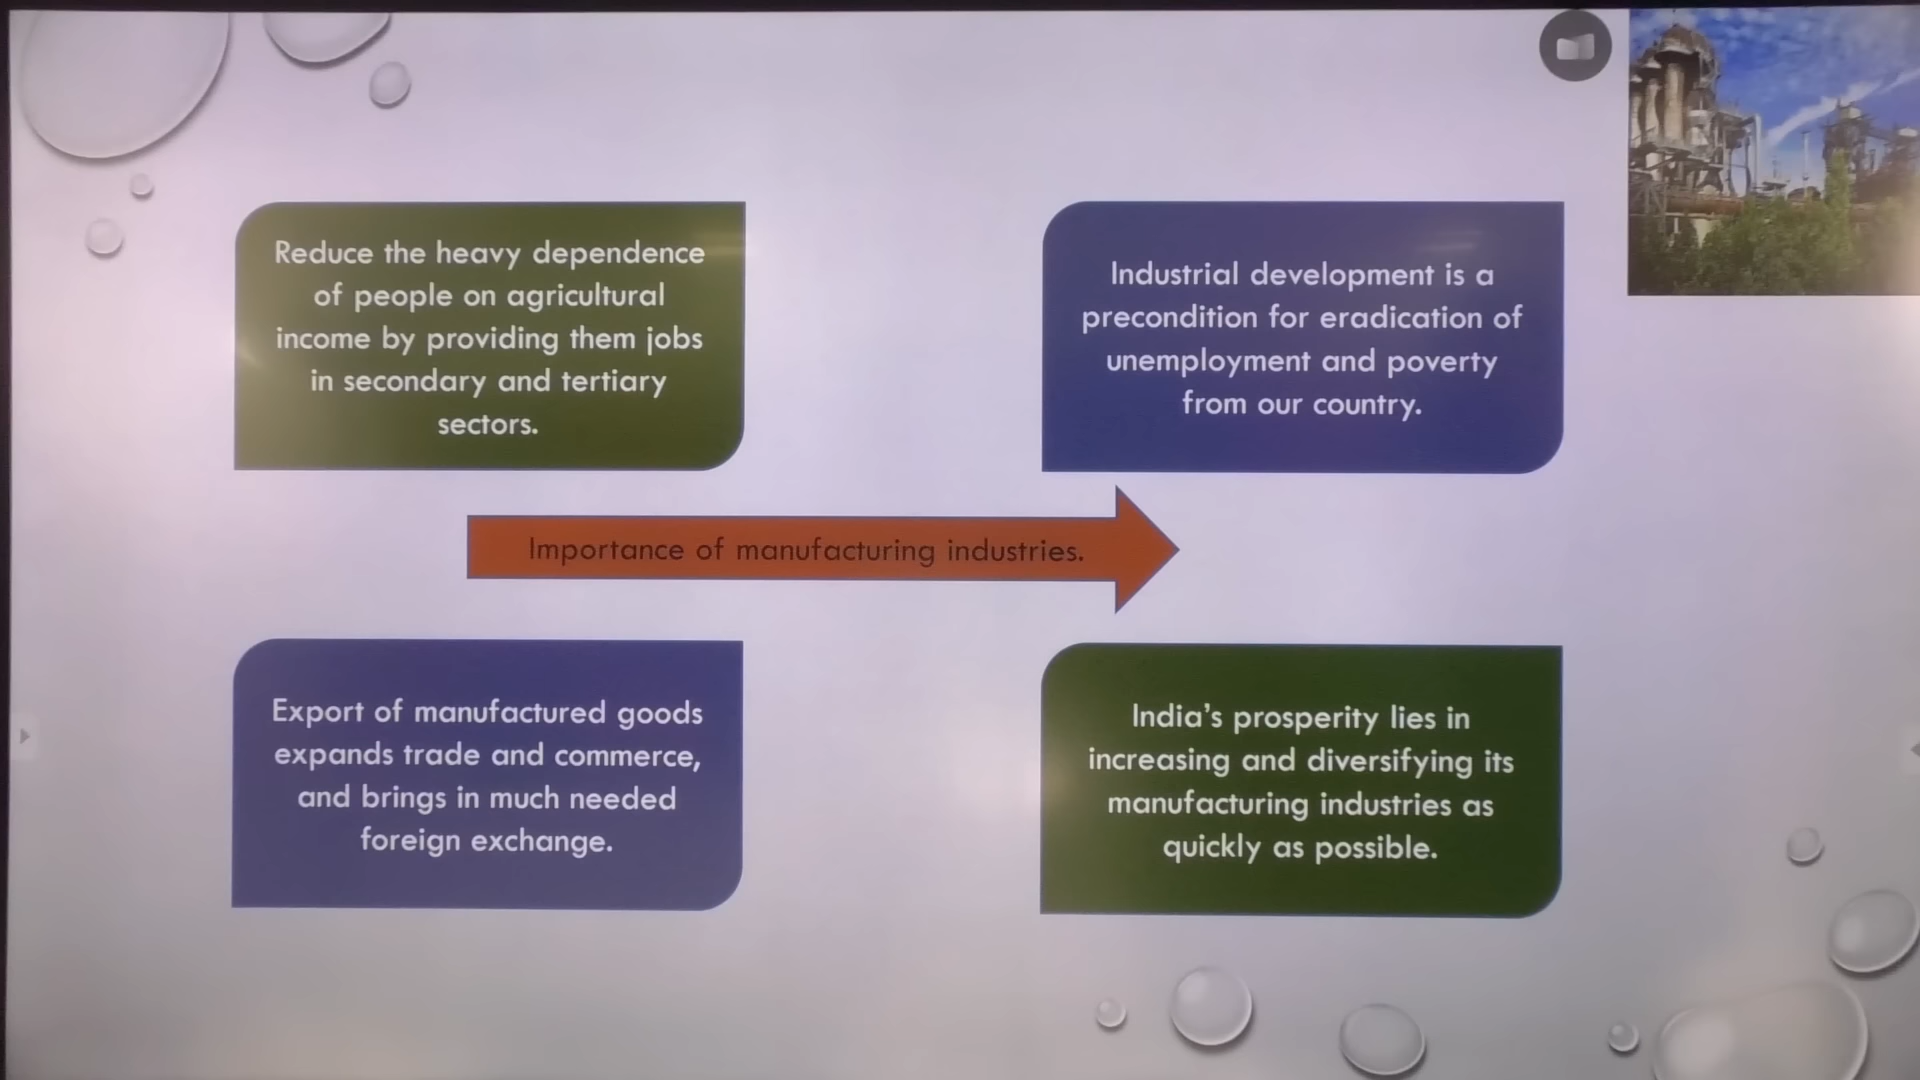 Reduce the heavy dependence
of people on agricultural
income by providing them jobs
in secondary and tertiary
sectors.
Industrial development is a
precondition for eradication of
unemployment and poverty
from our country.
Importance of manufacturing industries.
Export of manufactured goods
expands trade and commerce,
and brings in much needed
foreign exchange.
India's prosperity lies in
increasing and diversifying its
manufacturing industries as
quickly as possible.